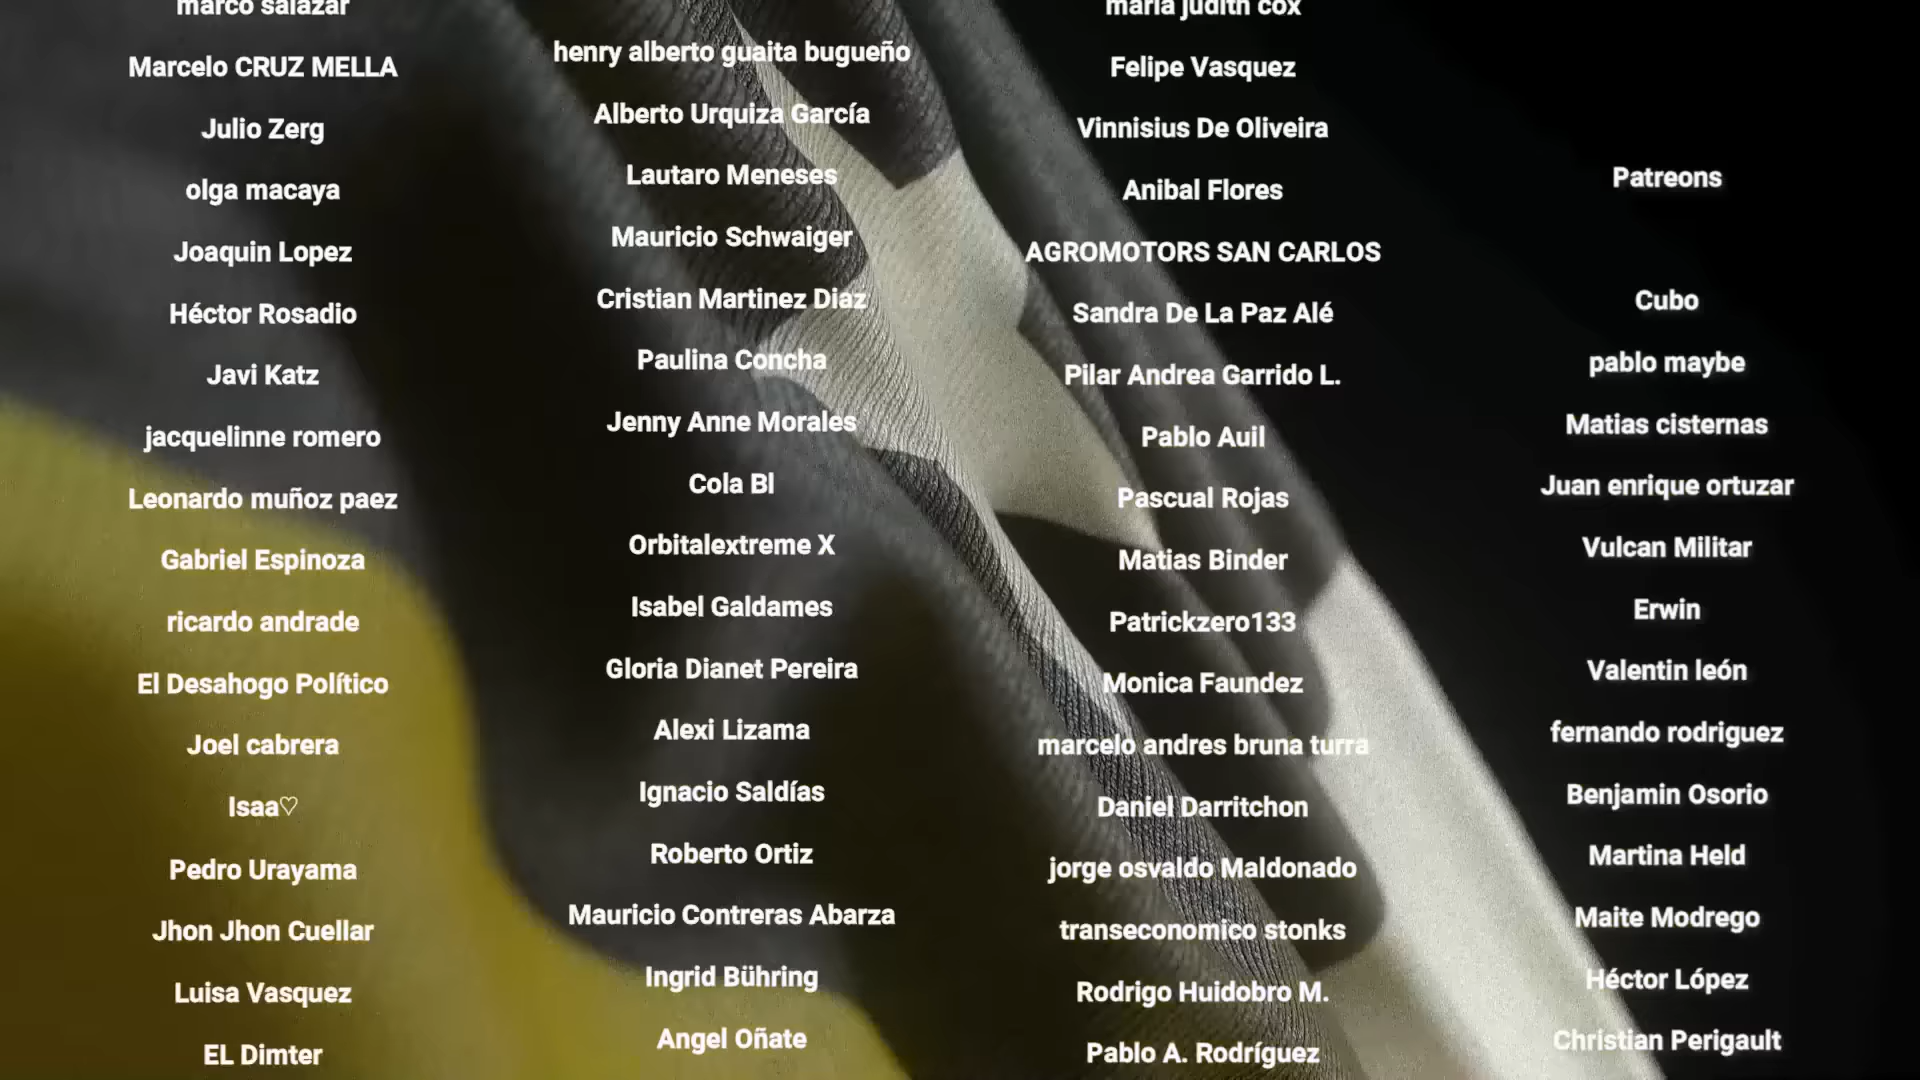 marco salazar
Marcelo CRUZ MELLA
Julio Zerg
olga macaya
Joaquin Lopez
Héctor Rosadio
Javi Katz
jacquelinne romero
Leonardo muñoz paez
Gabriel Espinoza
ricardo andrade
El Desahogo Político
Joel cabrera
Isaa♡
Pedro Urayama
Jhon Jhon Cuellar
Luisa Vasquez
EL Dimter
henry alberto guaita bugueño
Alberto Urquiza García
Lautaro Meneses
Mauricio Schwaiger
Cristian Martinez Diaz
Paulina Concha
Jenny Anne Morales
Cola Bl
Orbitalextreme X
Isabel Galdames
Gloria Dianet Pereira
Alexi Lizama
Ignacio Saldías
Roberto Ortiz
Mauricio Contreras Abarza
Ingrid Bühring
Angel Oñate
maria judith cox
Felipe Vasquez
Vinnisius De Oliveira
Anibal Flores
AGROMOTORS SAN CARLOS
Sandra De La Paz Alé
Pilar Andrea Garrido L.
Pablo Auil
Pascual Rojas
Matias Binder
Patrickzero133
Monica Faundez
marcelo andres bruna turra
Daniel Darritchon
jorge osvaldo Maldonado
transeconomico stonks
Rodrigo Huidobro M.
Pablo A. Rodríguez
Patreons
Cubo
pablo maybe
Matias cisternas
Juan enrique ortuzar
Vulcan Militar
Erwin
Valentin león
fernando rodriguez
Benjamin Osorio
Martina Held
Maite Modrego
Héctor López
Christian Perigault